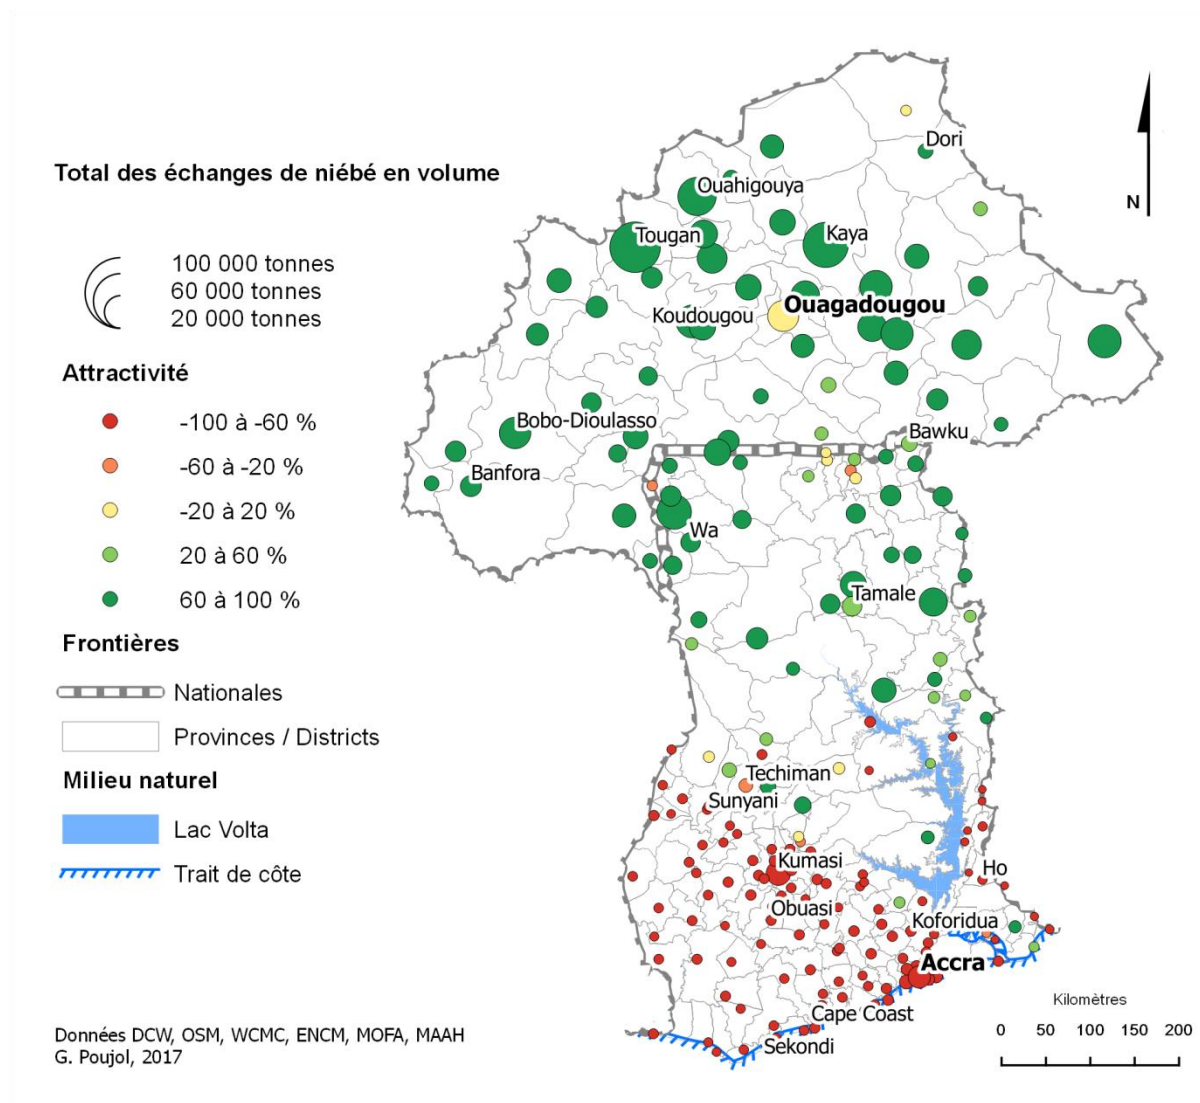 Total des échanges de niébé en volume
100 000 tonnes
60 000 tonnes
20 000 tonnes
Attractivité
-100 à -60 %
-60 à -20 %
-20 à 20 %
20 à 60 %
60 à 100 %
Frontières
Nationales
Provinces / Districts
Milieu naturel
Lac Volta
Trait de côte
Données DCW, OSM, WCMC, ENCM, MOFA, MAAH
G. Poujol, 2017
N
Dori
Ouahigouya
Tougan
Kaya
Ouagadougou
Koudougou
Bobo-Dioulasso
Bawku
Banfora
Wa
Tamale
Techiman
Sunyani
Kumasi
Ho
Obuasi
Koforidua
Accra
Cape Coast
Sekondi
Kilomètres
0 50 100 150 200